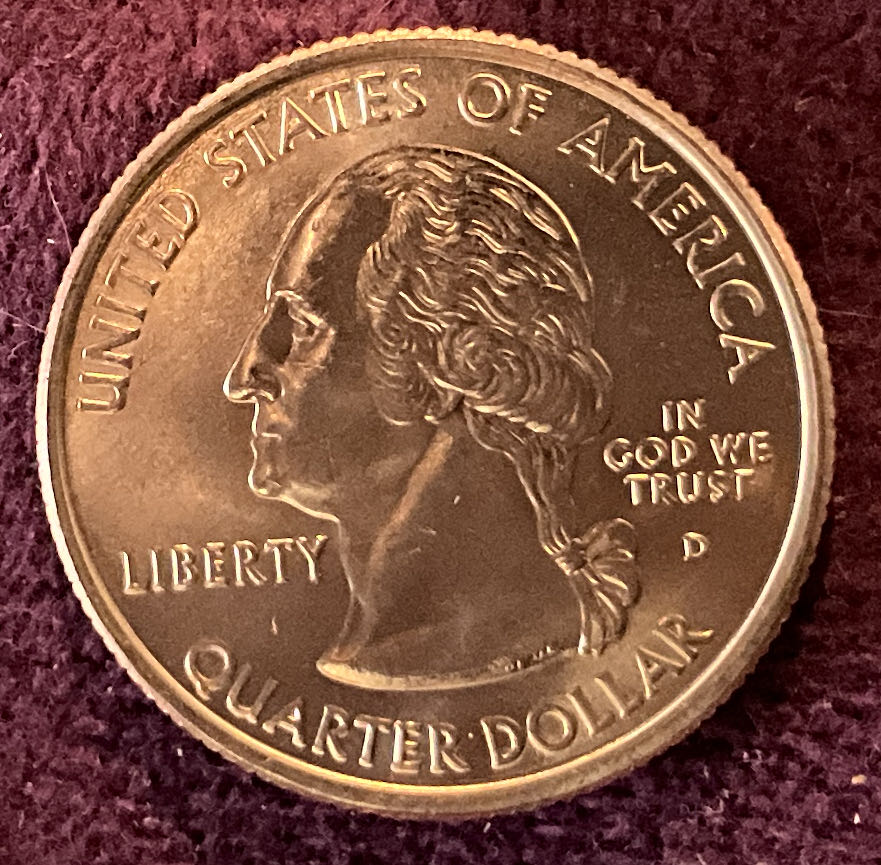 UNITED STATES OF AMERICA
LIBERTY
IN
GOD WE
TRUST
D
QUARTER·DOLLAR